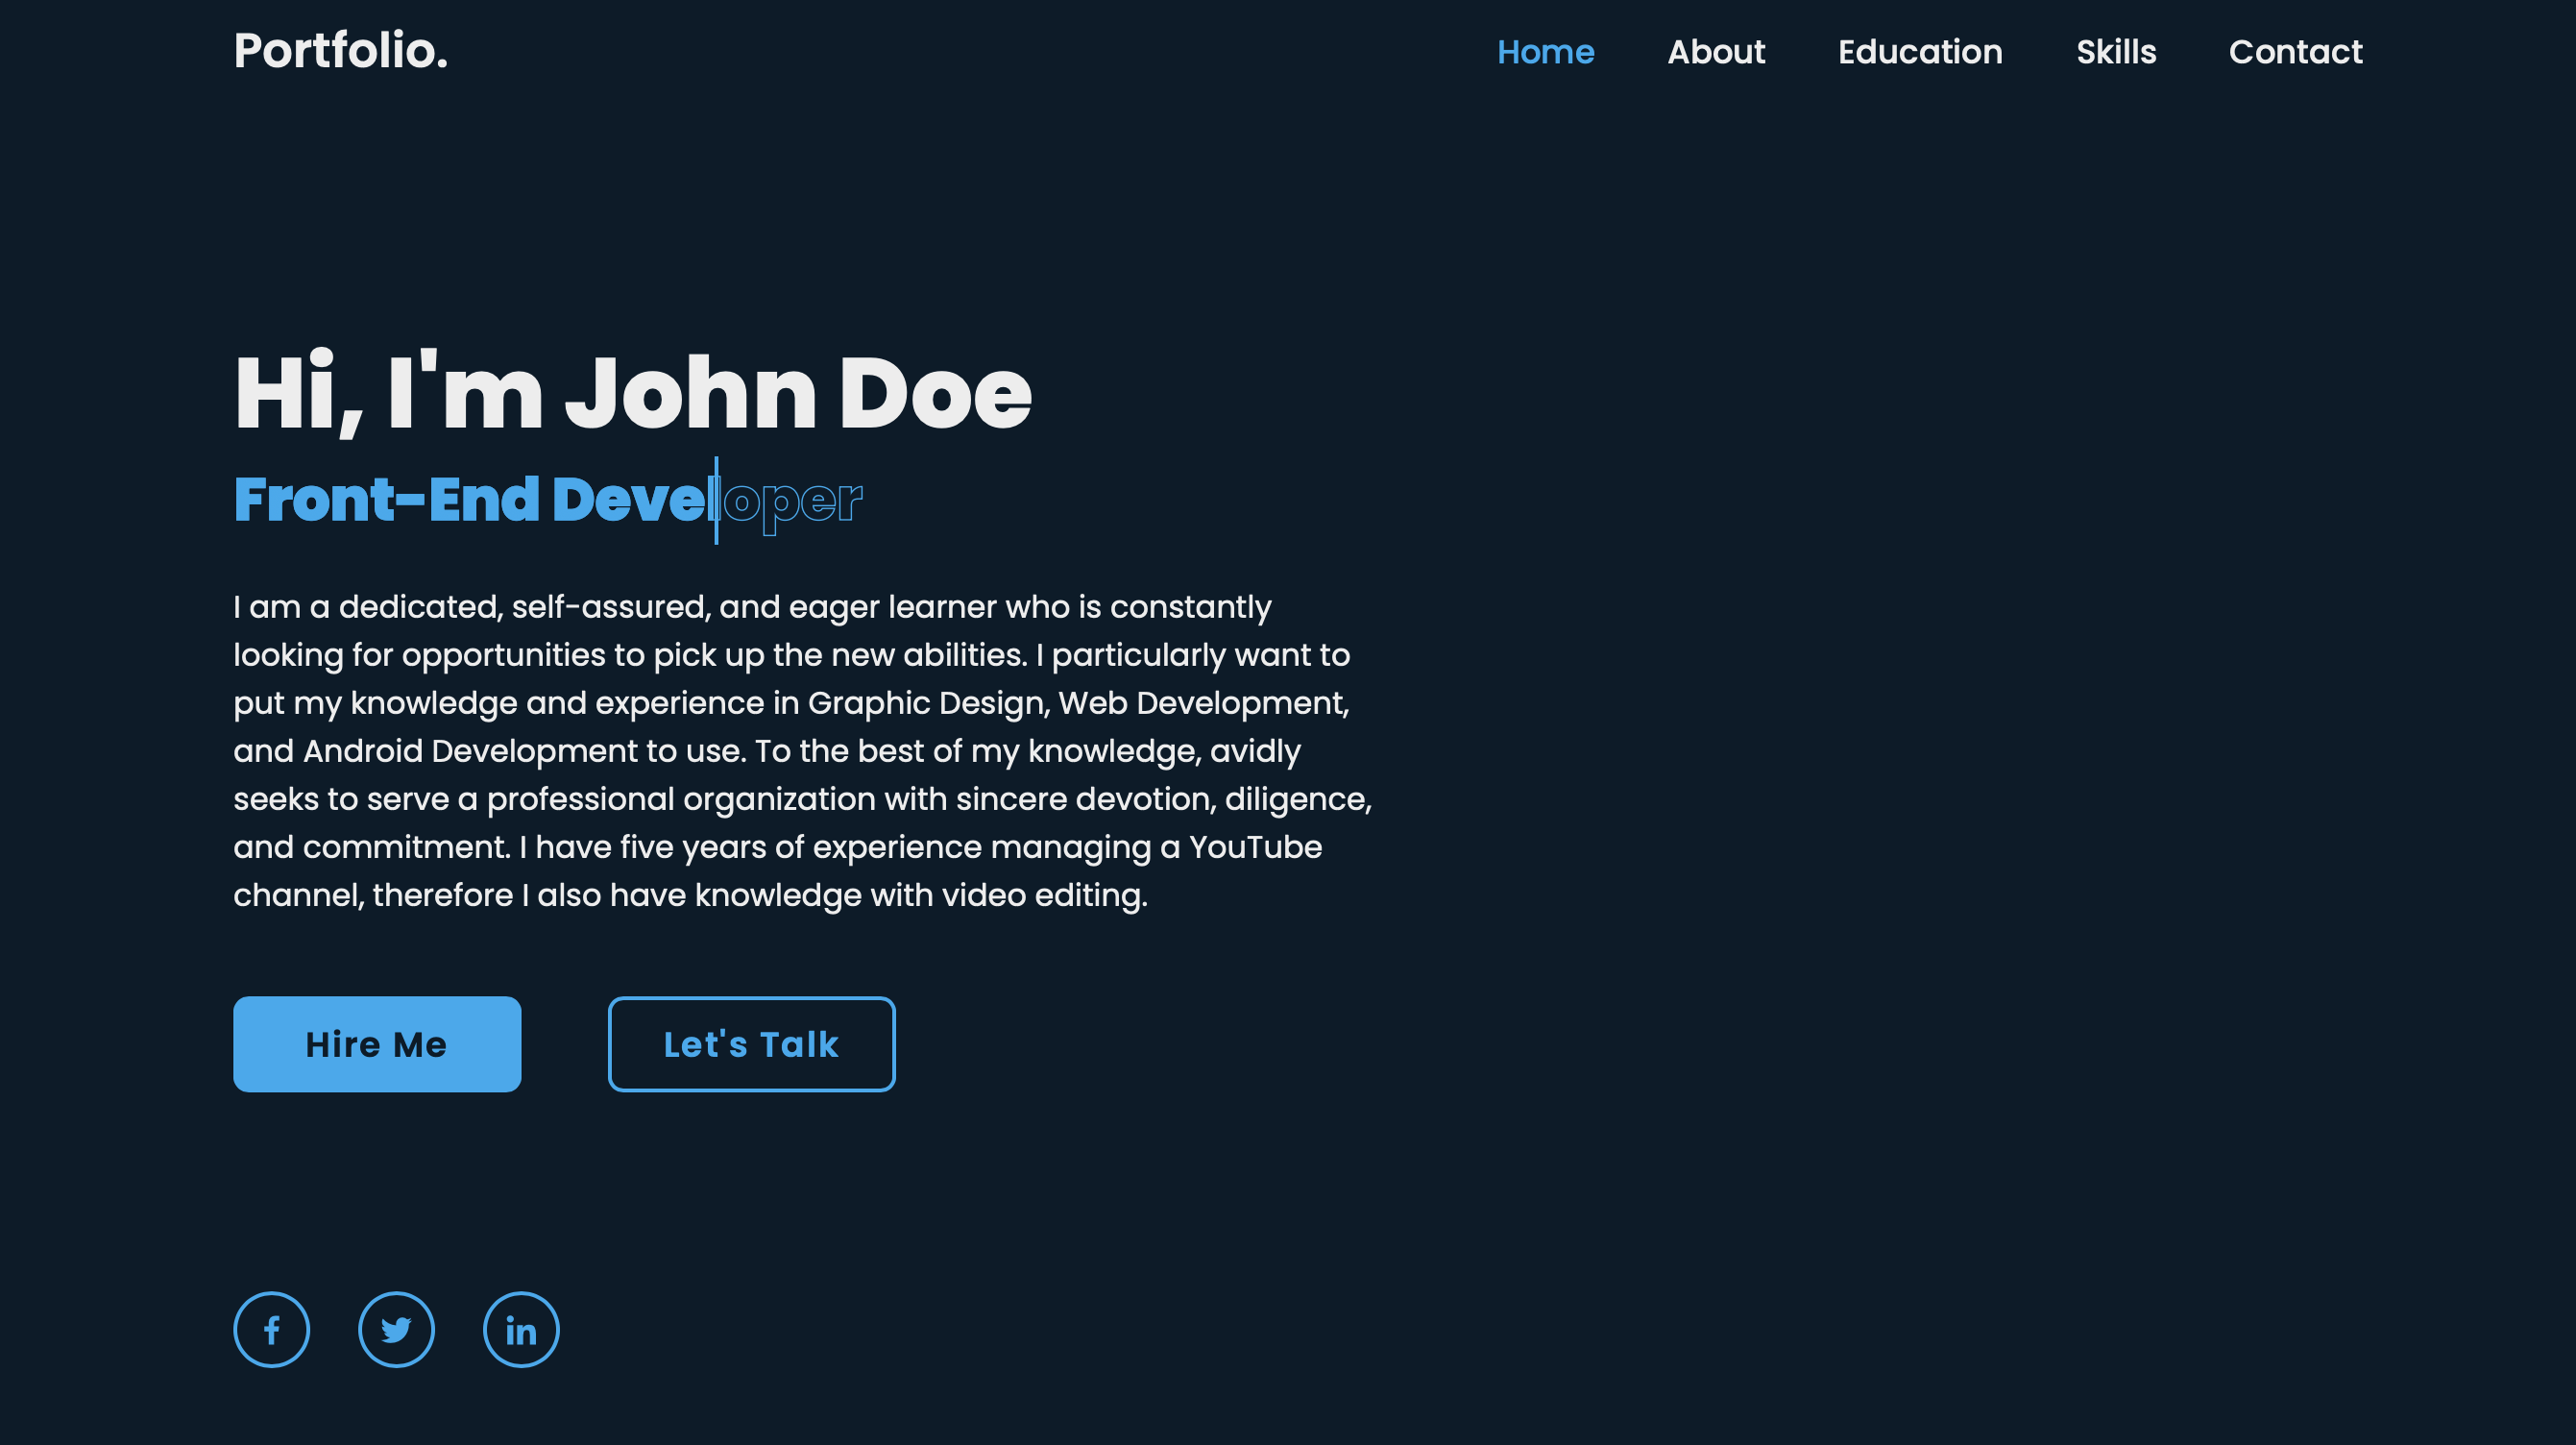 Portfolio.
Home About Education Skills Contact
Hi, I'm John Doe
Front-End Developer
I am a dedicated, self-assured, and eager learner who is constantly
looking for opportunities to pick up the new abilities. I particularly want to
put my knowledge and experience in Graphic Design, Web Development,
and Android Development to use. To the best of my knowledge, avidly
seeks to serve a professional organization with sincere devotion, diligence,
and commitment. I have five years of experience managing a YouTube
channel, therefore I also have knowledge with video editing.
Hire Me
Let's Talk